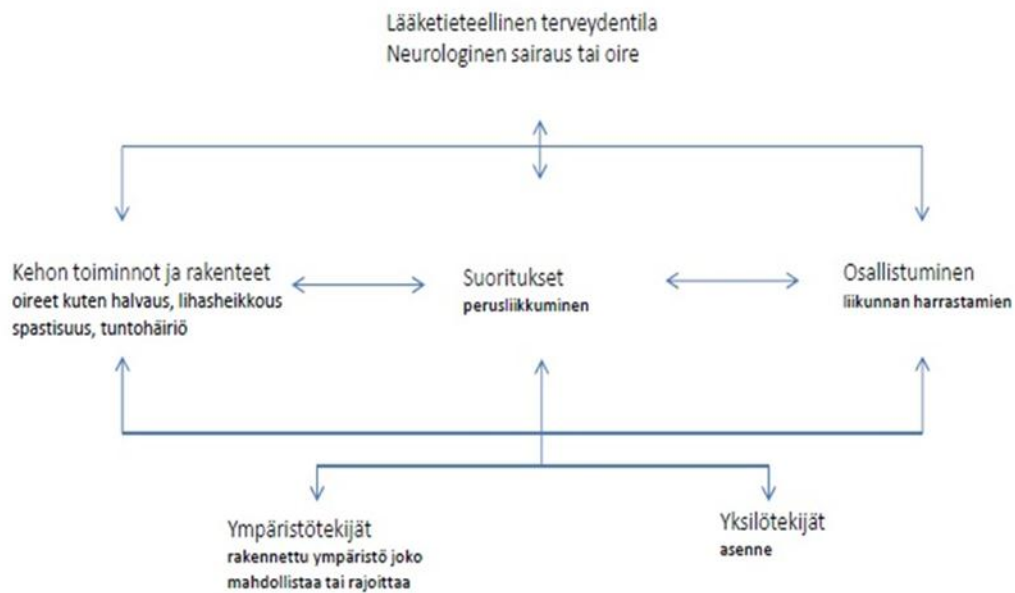 Lääketieteellinen terveydentila
Neurologinen sairaus tai oire
Kehon toiminnot ja rakenteet
oireet kuten halvaus, lihasheikkous
spastisuus, tuntohäiriö
Suoritukset
perusliikkuminen
Osallistuminen
liikunnan harrastamien
Ympäristötekijät
rakennettu ympäristö joko
mahdollistaa tai rajoittaa
Yksilötekijät
asenne